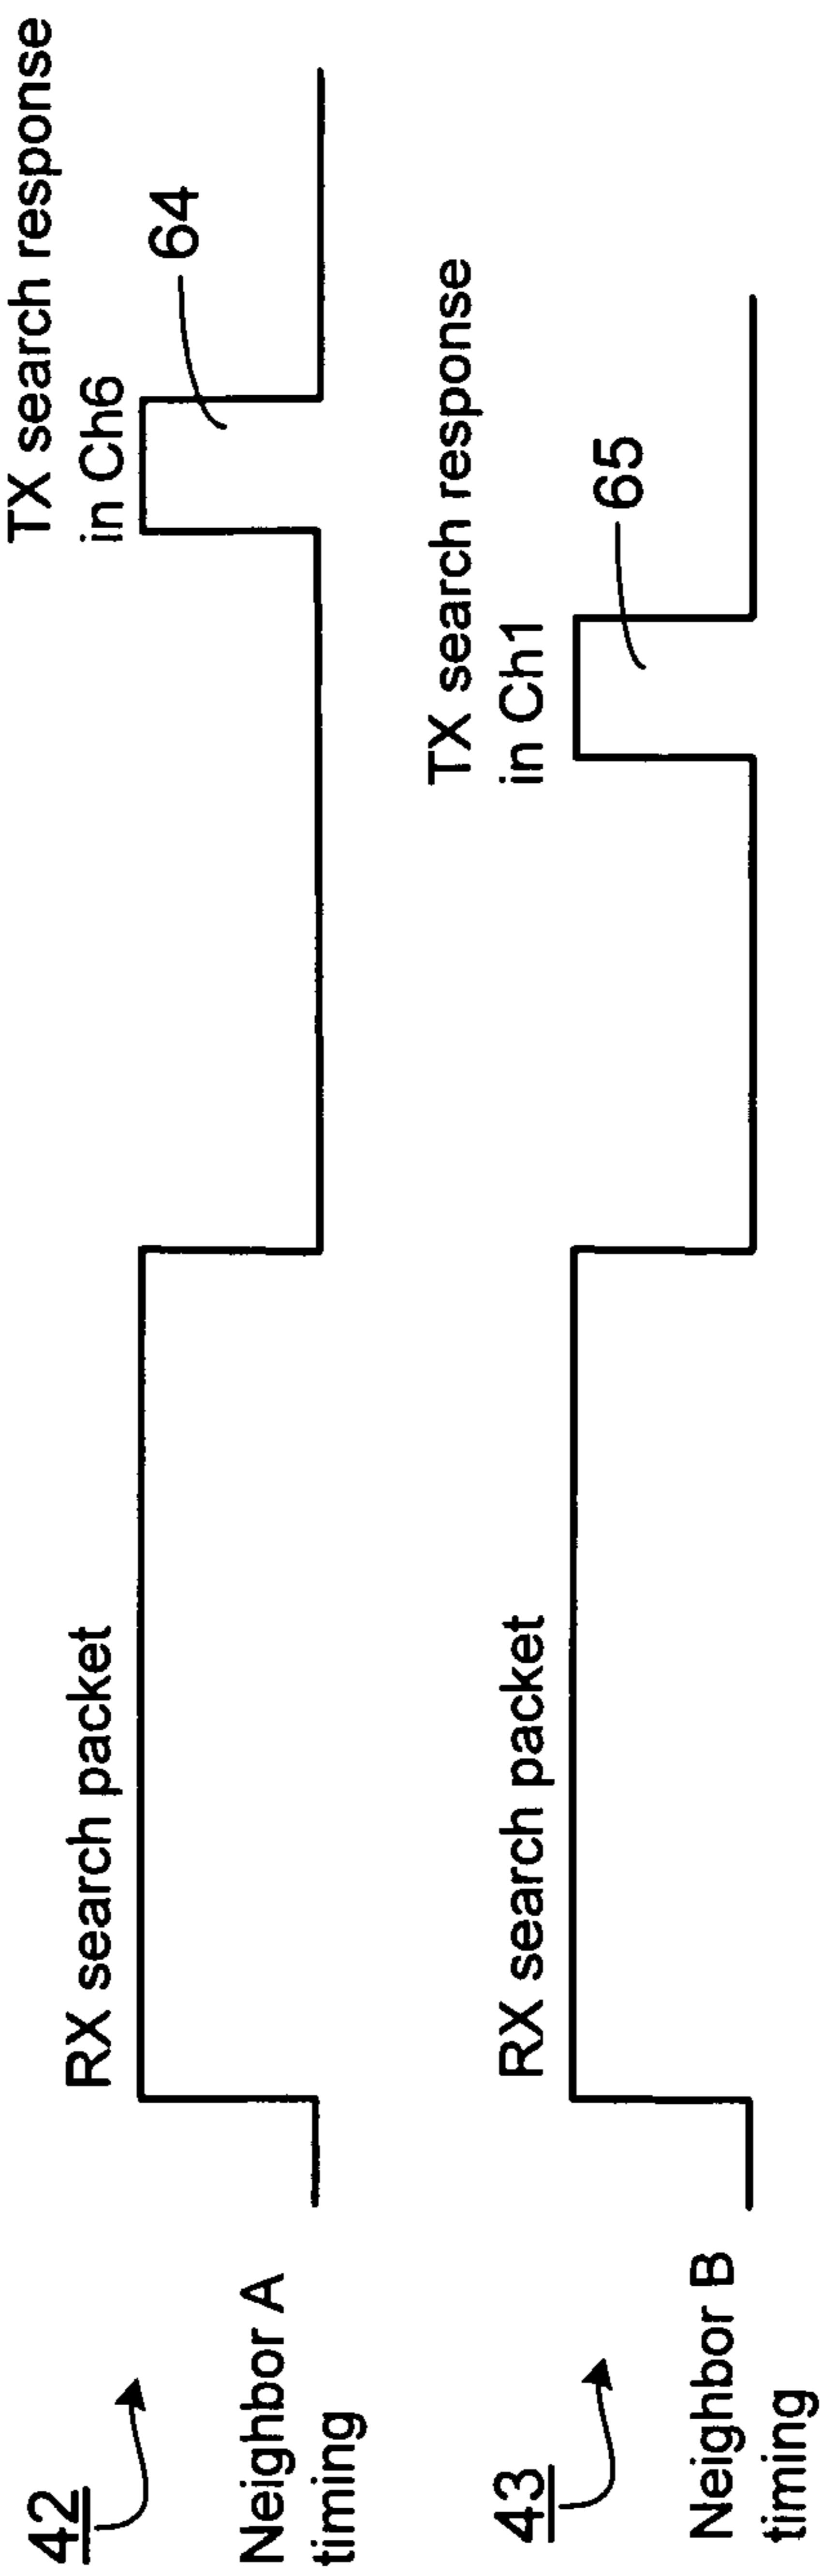 42
Neighbor A
timing
RX search packet
TX search response
in Ch6
64
43
Neighbor B
timing
RX search packet
TX search response
in Ch1
65